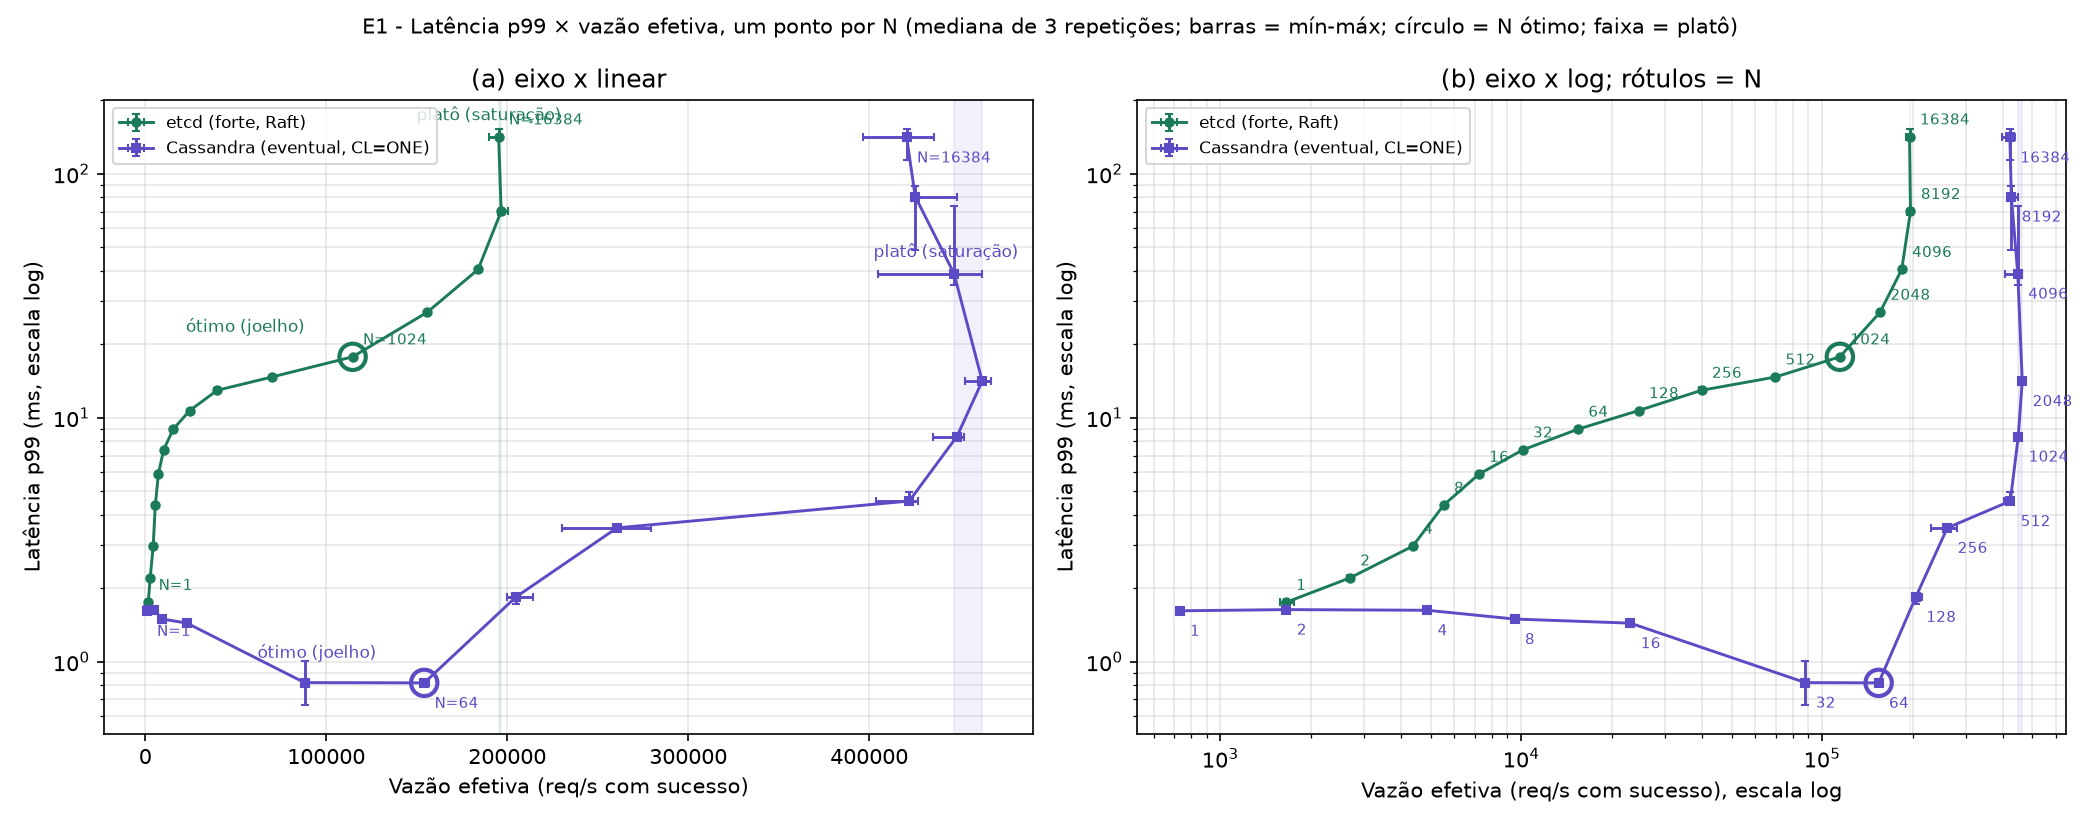 E1 - Latência p99 × vazão efetiva, um ponto por N (mediana de 3 repetições; barras = mín-máx; círculo = N ótimo; faixa = platô)
(a) eixo x linear
etcd (forte, Raft)
Cassandra (eventual, CL=ONE)
platô (saturação)
N=16384
N=16384
platô (saturação)
ótimo (joelho)
N=1024
N=1
N=1
ótimo (joelho)
N=64
10²
10¹
10⁰
Latência p99 (ms, escala log)
0
100000
200000
300000
400000
Vazão efetiva (req/s com sucesso)
(b) eixo x log; rótulos = N
etcd (forte, Raft)
Cassandra (eventual, CL=ONE)
16384
8192
4096
2048
1024
512
256
128
64
32
16
8
4
2
1
16384
8192
4096
2048
1024
512
256
128
64
32
16
8
4
2
1
10²
10¹
10⁰
Latência p99 (ms, escala log)
10³
10⁴
10⁵
Vazão efetiva (req/s com sucesso), escala log